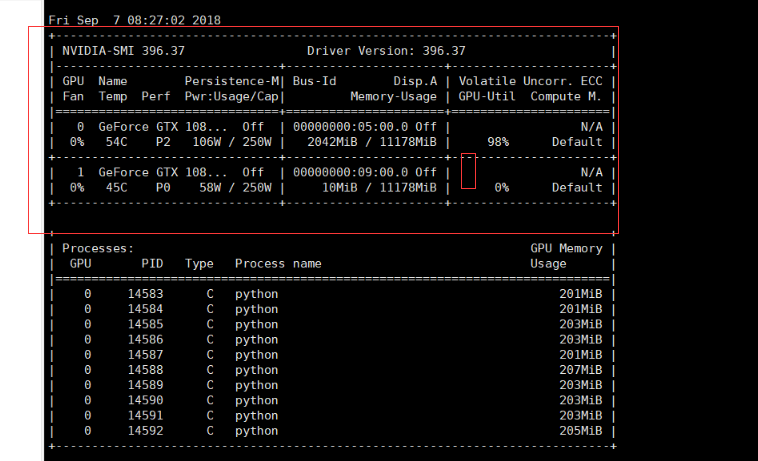 Fri Sep  7 08:27:02 2018
+-----------------------------------------------------------------------------+
| NVIDIA-SMI 396.37                 Driver Version: 396.37                    |
|-------------------------------+----------------------+----------------------+
| GPU  Name        Persistence-M| Bus-Id        Disp.A | Volatile Uncorr. ECC |
| Fan  Temp  Perf  Pwr:Usage/Cap|         Memory-Usage | GPU-Util  Compute M. |
|===============================+======================+======================|
|   0  GeForce GTX 108...  Off  | 00000000:05:00.0 Off |                  N/A |
|  0%   54C    P2   106W / 250W |   2042MiB / 11178MiB |     98%      Default |
+-------------------------------+----------------------+----------------------+
|   1  GeForce GTX 108...  Off  | 00000000:09:00.0 Off |                  N/A |
|  0%   45C    P0    58W / 250W |     10MiB / 11178MiB |      0%      Default |
+-------------------------------+----------------------+----------------------+
| Processes:                                                       GPU Memory |
|  GPU       PID   Type   Process name                             Usage      |
|=============================================================================|
|    0     14583      C   python                                       201MiB |
|    0     14584      C   python                                       201MiB |
|    0     14585      C   python                                       203MiB |
|    0     14586      C   python                                       203MiB |
|    0     14587      C   python                                       201MiB |
|    0     14588      C   python                                       207MiB |
|    0     14589      C   python                                       203MiB |
|    0     14590      C   python                                       203MiB |
|    0     14591      C   python                                       203MiB |
|    0     14592      C   python                                       205MiB |
+-----------------------------------------------------------------------------+